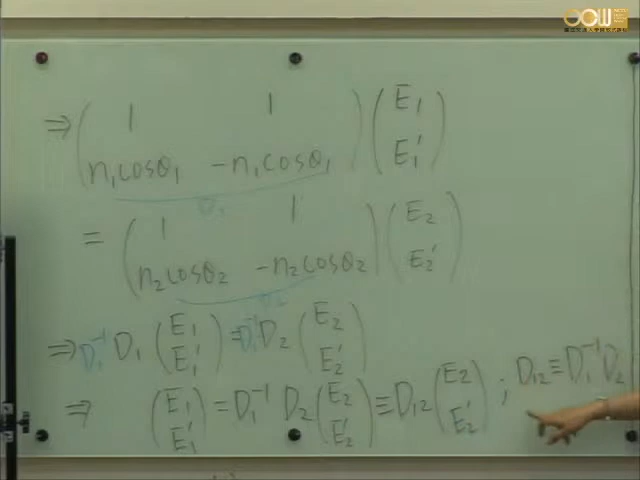 OCW
⇒ ( 1 1 ; n₁cosθ₁ -n₁cosθ₁ ) ( E₁ ; E₁′ )
D₁
= ( 1 1 ; n₂cosθ₂ -n₂cosθ₂ ) ( E₂ ; E₂′ )
D₂
⇒ D₁⁻¹ D₁ ( E₁ ; E₁′ ) = D₁⁻¹ D₂ ( E₂ ; E₂′ )
⇒ ( E₁ ; E₁′ ) = D₁⁻¹ D₂ ( E₂ ; E₂′ ) ≡ D₁₂ ( E₂ ; E₂′ ) ; D₁₂ ≡ D₁⁻¹ D₂